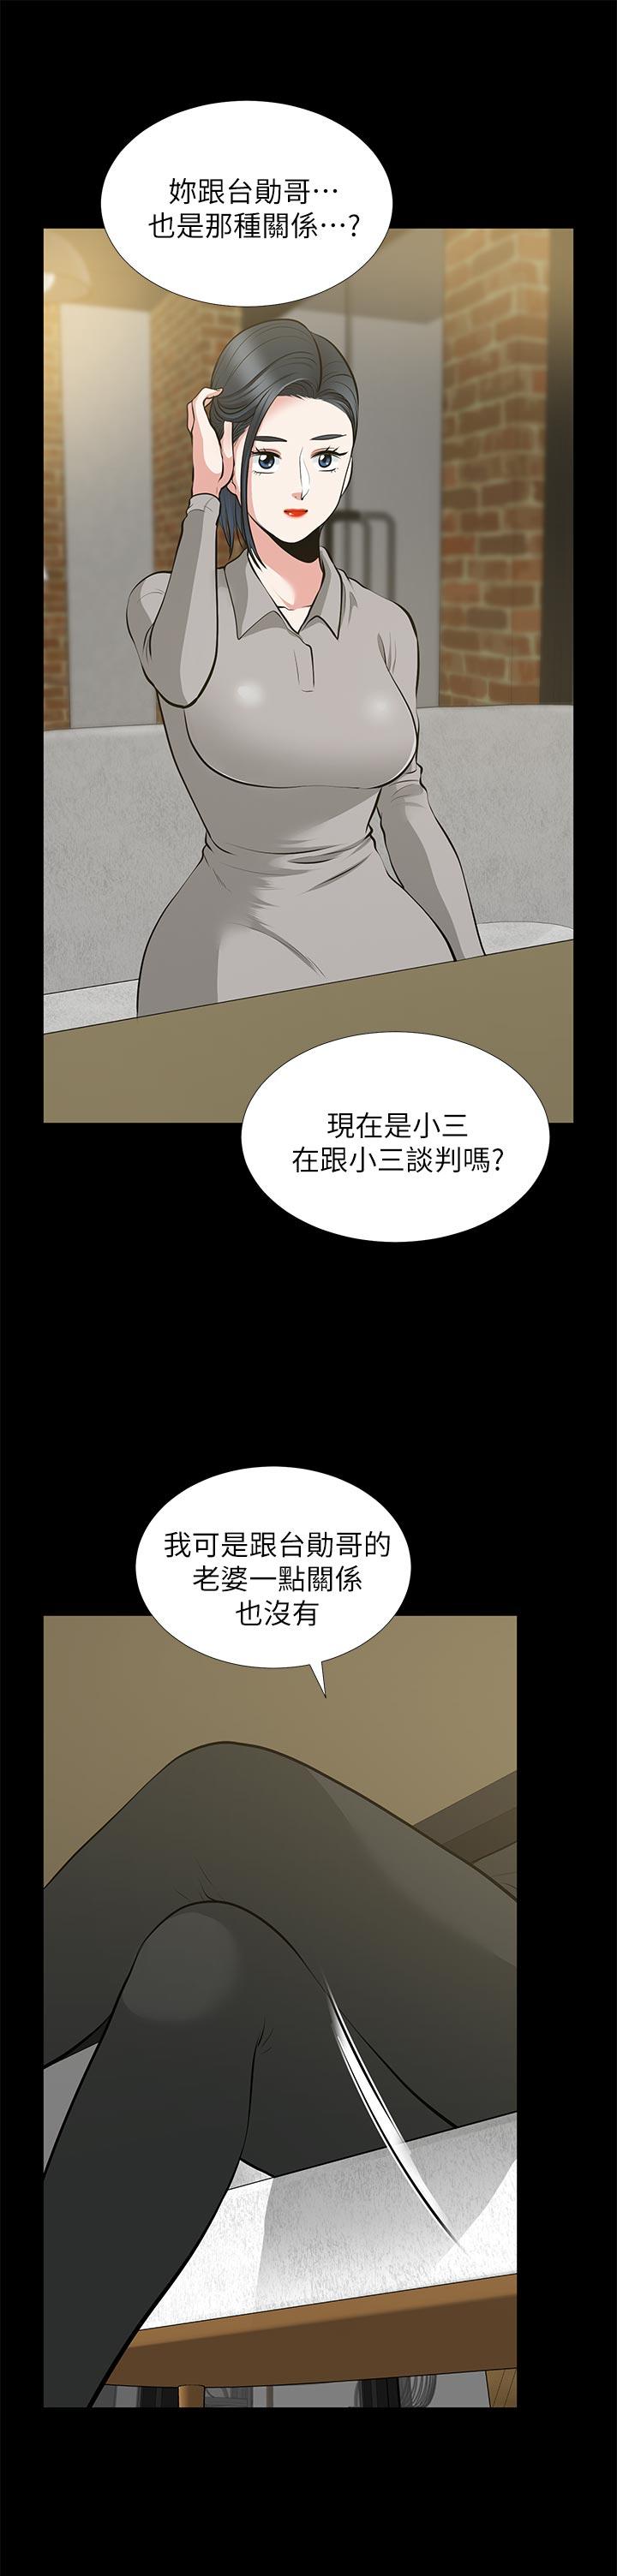 妳跟台勛哥⋯
也是那種關係⋯?
現在是小三
在跟小三談判嗎?
我可是跟台勛哥的
老婆一點關係
也沒有